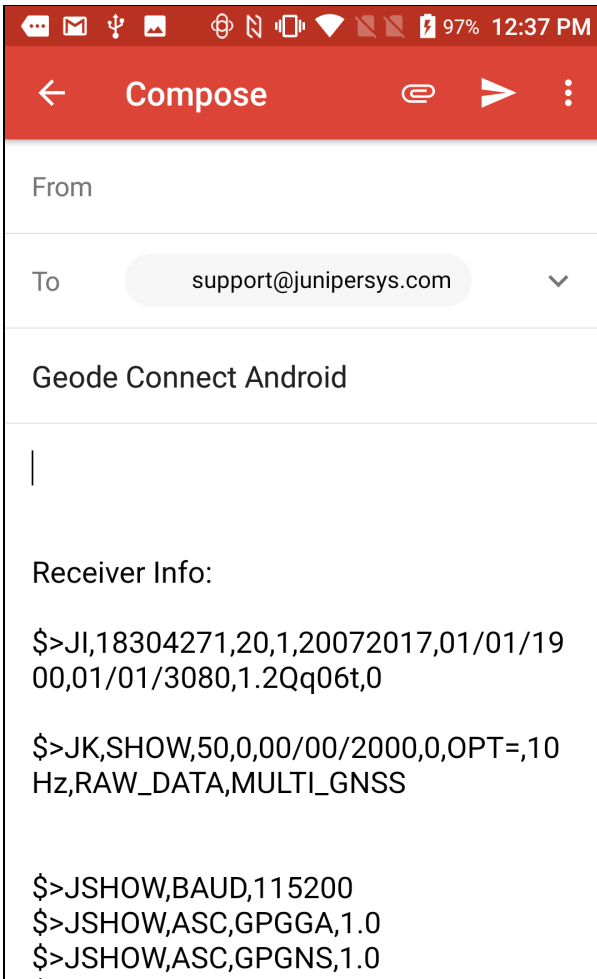 97% 12:37 PM
Compose
From
To support@junipersys.com
Geode Connect Android
Receiver Info:
$>JI,18304271,20,1,20072017,01/01/19
00,01/01/3080,1.2Qq06t,0
$>JK,SHOW,50,0,00/00/2000,0,OPT=,10
Hz,RAW_DATA,MULTI_GNSS
$>JSHOW,BAUD,115200
$>JSHOW,ASC,GPGGA,1.0
$>JSHOW,ASC,GPGNS,1.0